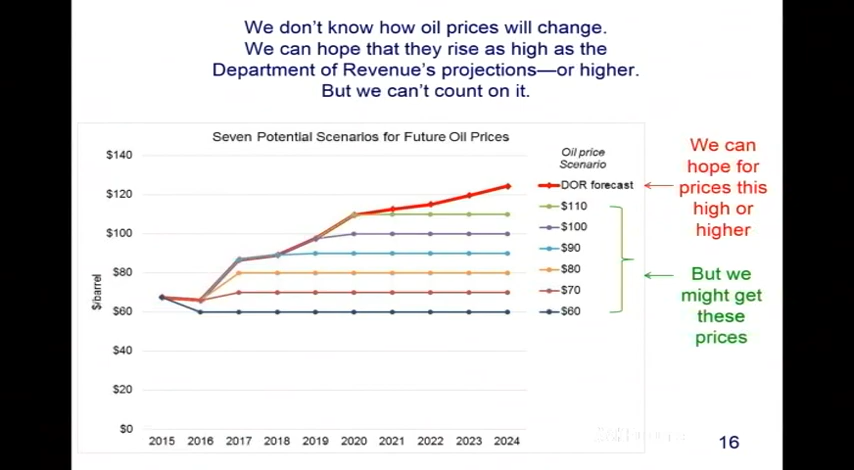 We don't know how oil prices will change.
We can hope that they rise as high as the
Department of Revenue's projections—or higher.
But we can't count on it.
Seven Potential Scenarios for Future Oil Prices
$/barrel
$140
$120
$100
$80
$60
$40
$20
$0
2015 2016 2017 2018 2019 2020 2021 2022 2023 2024
Oil price
Scenario
DOR forecast
$110
$100
$90
$80
$70
$60
We can
hope for
prices this
high or
higher
But we
might get
these
prices
16